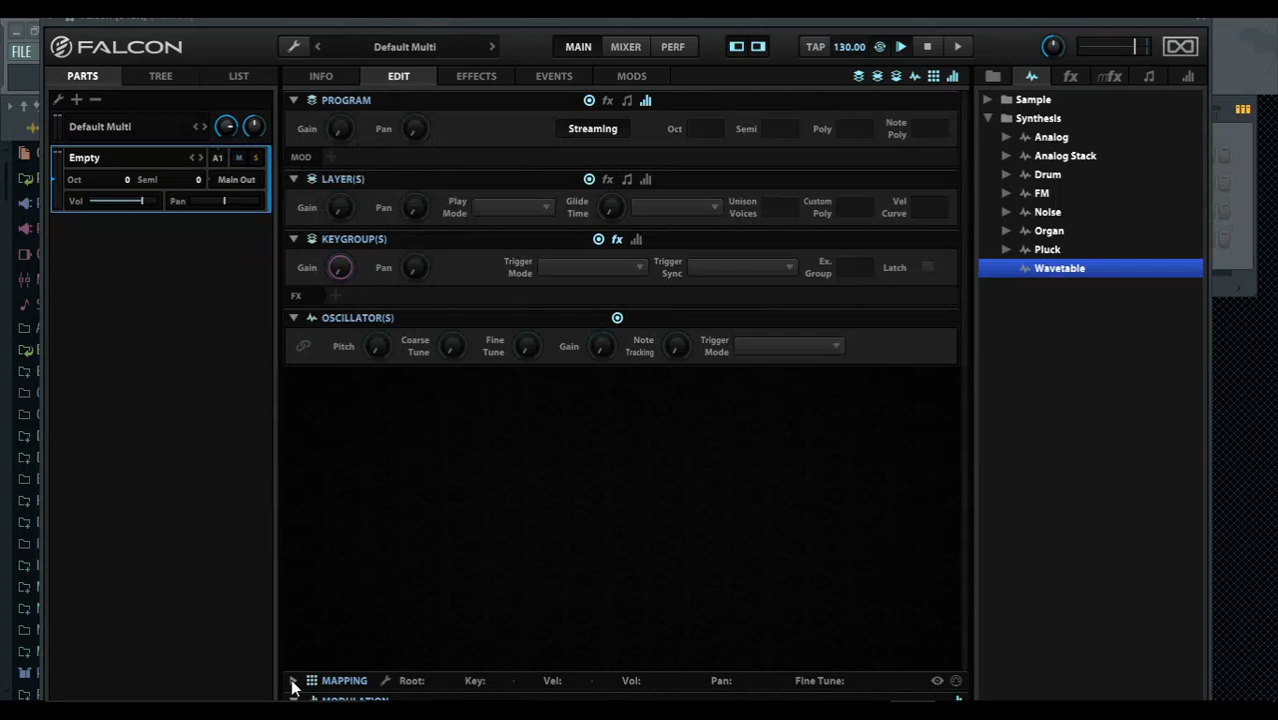 FILE
FALCON
Default Multi
MAIN MIXER PERF
TAP 130.00
PARTS TREE LIST
INFO EDIT EFFECTS EVENTS MODS
Default Multi
Empty A1 M S
Oct 0 Semi 0 Main Out
Vol Pan
PROGRAM
Gain Pan Streaming Oct Semi Poly Note Poly
MOD
LAYER(S)
Gain Pan Play Mode Glide Time Unison Voices Custom Poly Vel Curve
KEYGROUP(S)
Gain Pan Trigger Mode Trigger Sync Ex. Group Latch
FX
OSCILLATOR(S)
Pitch Coarse Tune Fine Tune Gain Note Tracking Trigger Mode
MAPPING Root: Key: - Vel: - Vol: Pan: Fine Tune:
MODULATION
Sample
Synthesis
Analog
Analog Stack
Drum
FM
Noise
Organ
Pluck
Wavetable